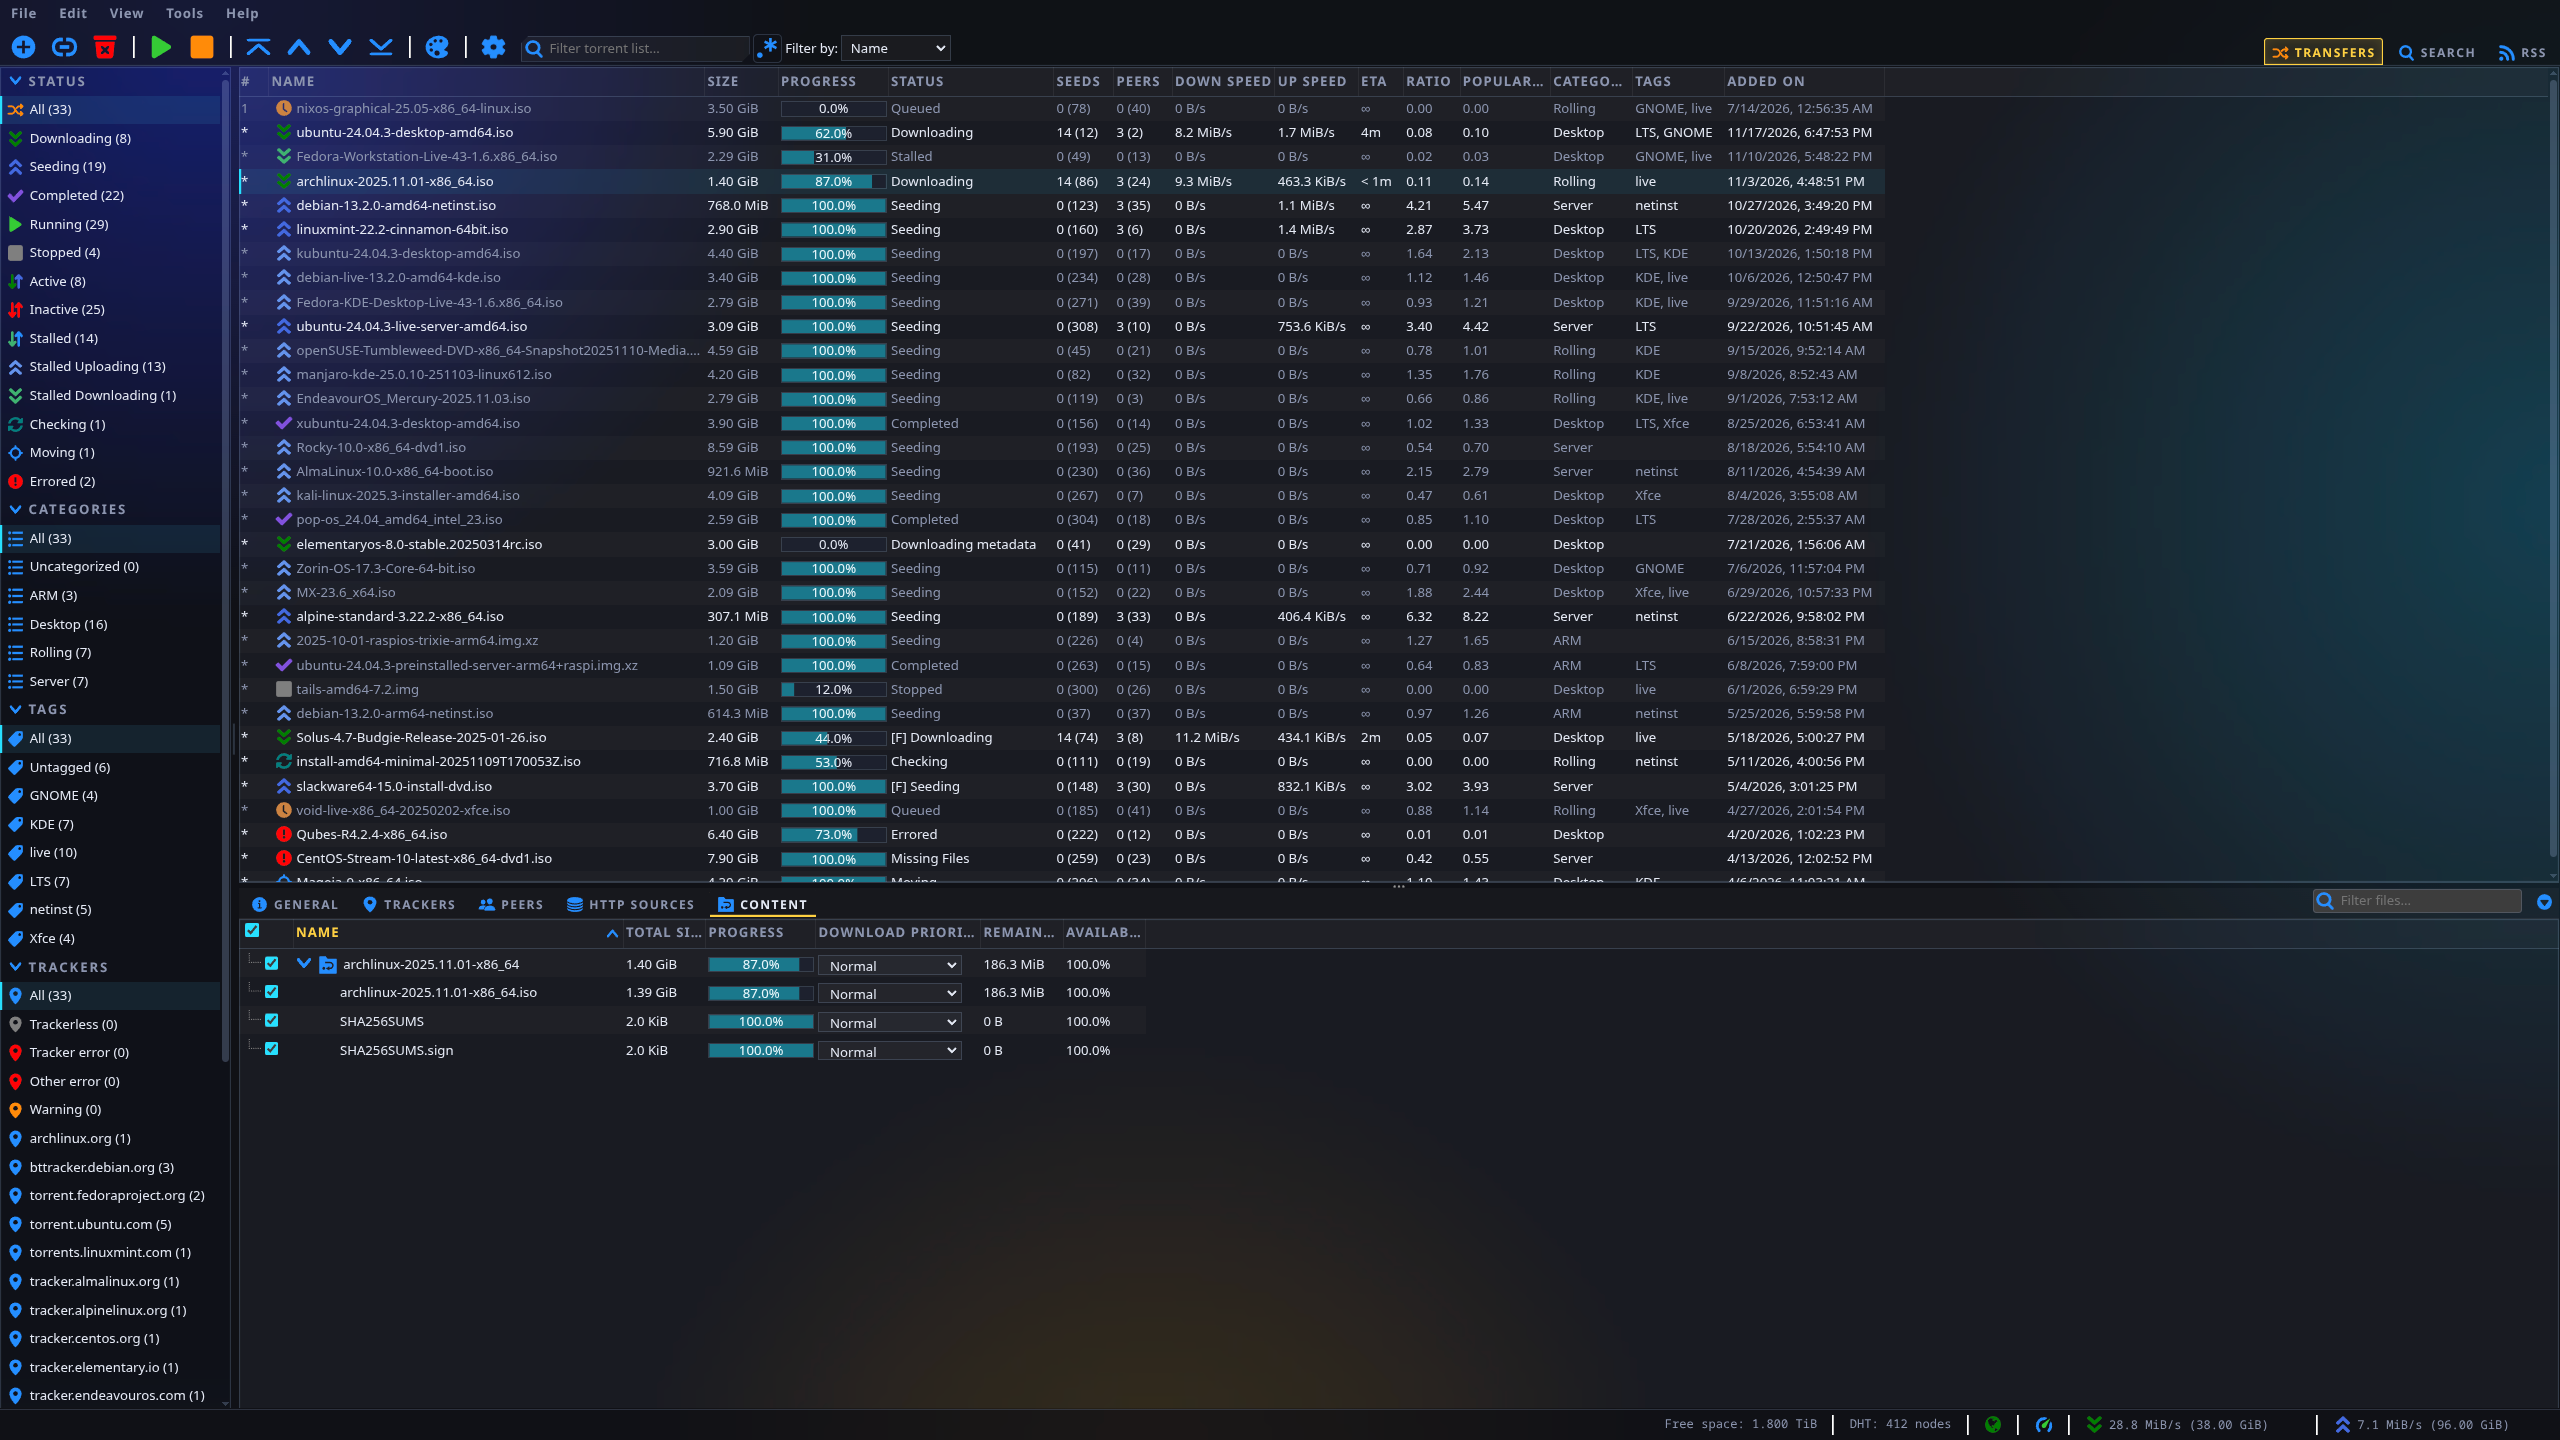 File Edit View Tools Help
Filter torrent list... .* Filter by: Name TRANSFERS SEARCH RSS
STATUS
All (33)
Downloading (8)
Seeding (19)
Completed (22)
Running (29)
Stopped (4)
Active (8)
Inactive (25)
Stalled (14)
Stalled Uploading (13)
Stalled Downloading (1)
Checking (1)
Moving (1)
Errored (2)
CATEGORIES
All (33)
Uncategorized (0)
ARM (3)
Desktop (16)
Rolling (7)
Server (7)
TAGS
All (33)
Untagged (6)
GNOME (4)
KDE (7)
live (10)
LTS (7)
netinst (5)
Xfce (4)
TRACKERS
All (33)
Trackerless (0)
Tracker error (0)
Other error (0)
Warning (0)
archlinux.org (1)
bttracker.debian.org (3)
torrent.fedoraproject.org (2)
torrent.ubuntu.com (5)
torrents.linuxmint.com (1)
tracker.almalinux.org (1)
tracker.alpinelinux.org (1)
tracker.centos.org (1)
tracker.elementary.io (1)
tracker.endeavouros.com (1)
# NAME SIZE PROGRESS STATUS SEEDS PEERS DOWN SPEED UP SPEED ETA RATIO POPULAR... CATEGO... TAGS ADDED ON
1 nixos-graphical-25.05-x86_64-linux.iso 3.50 GiB 0.0% Queued 0 (78) 0 (40) 0 B/s 0 B/s ∞ 0.00 0.00 Rolling GNOME, live 7/14/2026, 12:56:35 AM
* ubuntu-24.04.3-desktop-amd64.iso 5.90 GiB 62.0% Downloading 14 (12) 3 (2) 8.2 MiB/s 1.7 MiB/s 4m 0.08 0.10 Desktop LTS, GNOME 11/17/2026, 6:47:53 PM
* Fedora-Workstation-Live-43-1.6.x86_64.iso 2.29 GiB 31.0% Stalled 0 (49) 0 (13) 0 B/s 0 B/s ∞ 0.02 0.03 Desktop GNOME, live 11/10/2026, 5:48:22 PM
* archlinux-2025.11.01-x86_64.iso 1.40 GiB 87.0% Downloading 14 (86) 3 (24) 9.3 MiB/s 463.3 KiB/s < 1m 0.11 0.14 Rolling live 11/3/2026, 4:48:51 PM
* debian-13.2.0-amd64-netinst.iso 768.0 MiB 100.0% Seeding 0 (123) 3 (35) 0 B/s 1.1 MiB/s ∞ 4.21 5.47 Server netinst 10/27/2026, 3:49:20 PM
* linuxmint-22.2-cinnamon-64bit.iso 2.90 GiB 100.0% Seeding 0 (160) 3 (6) 0 B/s 1.4 MiB/s ∞ 2.87 3.73 Desktop LTS 10/20/2026, 2:49:49 PM
* kubuntu-24.04.3-desktop-amd64.iso 4.40 GiB 100.0% Seeding 0 (197) 0 (17) 0 B/s 0 B/s ∞ 1.64 2.13 Desktop LTS, KDE 10/13/2026, 1:50:18 PM
* debian-live-13.2.0-amd64-kde.iso 3.40 GiB 100.0% Seeding 0 (234) 0 (28) 0 B/s 0 B/s ∞ 1.12 1.46 Desktop KDE, live 10/6/2026, 12:50:47 PM
* Fedora-KDE-Desktop-Live-43-1.6.x86_64.iso 2.79 GiB 100.0% Seeding 0 (271) 0 (39) 0 B/s 0 B/s ∞ 0.93 1.21 Desktop KDE, live 9/29/2026, 11:51:16 AM
* ubuntu-24.04.3-live-server-amd64.iso 3.09 GiB 100.0% Seeding 0 (308) 3 (10) 0 B/s 753.6 KiB/s ∞ 3.40 4.42 Server LTS 9/22/2026, 10:51:45 AM
* openSUSE-Tumbleweed-DVD-x86_64-Snapshot20251110-Media.... 4.59 GiB 100.0% Seeding 0 (45) 0 (21) 0 B/s 0 B/s ∞ 0.78 1.01 Rolling KDE 9/15/2026, 9:52:14 AM
* manjaro-kde-25.0.10-251103-linux612.iso 4.20 GiB 100.0% Seeding 0 (82) 0 (32) 0 B/s 0 B/s ∞ 1.35 1.76 Rolling KDE 9/8/2026, 8:52:43 AM
* EndeavourOS_Mercury-2025.11.03.iso 2.79 GiB 100.0% Seeding 0 (119) 0 (3) 0 B/s 0 B/s ∞ 0.66 0.86 Rolling KDE, live 9/1/2026, 7:53:12 AM
* xubuntu-24.04.3-desktop-amd64.iso 3.90 GiB 100.0% Completed 0 (156) 0 (14) 0 B/s 0 B/s ∞ 1.02 1.33 Desktop LTS, Xfce 8/25/2026, 6:53:41 AM
* Rocky-10.0-x86_64-dvd1.iso 8.59 GiB 100.0% Seeding 0 (193) 0 (25) 0 B/s 0 B/s ∞ 0.54 0.70 Server 8/18/2026, 5:54:10 AM
* AlmaLinux-10.0-x86_64-boot.iso 921.6 MiB 100.0% Seeding 0 (230) 0 (36) 0 B/s 0 B/s ∞ 2.15 2.79 Server netinst 8/11/2026, 4:54:39 AM
* kali-linux-2025.3-installer-amd64.iso 4.09 GiB 100.0% Seeding 0 (267) 0 (7) 0 B/s 0 B/s ∞ 0.47 0.61 Desktop Xfce 8/4/2026, 3:55:08 AM
* pop-os_24.04_amd64_intel_23.iso 2.59 GiB 100.0% Completed 0 (304) 0 (18) 0 B/s 0 B/s ∞ 0.85 1.10 Desktop LTS 7/28/2026, 2:55:37 AM
* elementaryos-8.0-stable.20250314rc.iso 3.00 GiB 0.0% Downloading metadata 0 (41) 0 (29) 0 B/s 0 B/s ∞ 0.00 0.00 Desktop 7/21/2026, 1:56:06 AM
* Zorin-OS-17.3-Core-64-bit.iso 3.59 GiB 100.0% Seeding 0 (115) 0 (11) 0 B/s 0 B/s ∞ 0.71 0.92 Desktop GNOME 7/6/2026, 11:57:04 PM
* MX-23.6_x64.iso 2.09 GiB 100.0% Seeding 0 (152) 0 (22) 0 B/s 0 B/s ∞ 1.88 2.44 Desktop Xfce, live 6/29/2026, 10:57:33 PM
* alpine-standard-3.22.2-x86_64.iso 307.1 MiB 100.0% Seeding 0 (189) 3 (33) 0 B/s 406.4 KiB/s ∞ 6.32 8.22 Server netinst 6/22/2026, 9:58:02 PM
* 2025-10-01-raspios-trixie-arm64.img.xz 1.20 GiB 100.0% Seeding 0 (226) 0 (4) 0 B/s 0 B/s ∞ 1.27 1.65 ARM 6/15/2026, 8:58:31 PM
* ubuntu-24.04.3-preinstalled-server-arm64+raspi.img.xz 1.09 GiB 100.0% Completed 0 (263) 0 (15) 0 B/s 0 B/s ∞ 0.64 0.83 ARM LTS 6/8/2026, 7:59:00 PM
* tails-amd64-7.2.img 1.50 GiB 12.0% Stopped 0 (300) 0 (26) 0 B/s 0 B/s ∞ 0.00 0.00 Desktop live 6/1/2026, 6:59:29 PM
* debian-13.2.0-arm64-netinst.iso 614.3 MiB 100.0% Seeding 0 (37) 0 (37) 0 B/s 0 B/s ∞ 0.97 1.26 ARM netinst 5/25/2026, 5:59:58 PM
* Solus-4.7-Budgie-Release-2025-01-26.iso 2.40 GiB 44.0% [F] Downloading 14 (74) 3 (8) 11.2 MiB/s 434.1 KiB/s 2m 0.05 0.07 Desktop live 5/18/2026, 5:00:27 PM
* install-amd64-minimal-20251109T170053Z.iso 716.8 MiB 53.0% Checking 0 (111) 0 (19) 0 B/s 0 B/s ∞ 0.00 0.00 Rolling netinst 5/11/2026, 4:00:56 PM
* slackware64-15.0-install-dvd.iso 3.70 GiB 100.0% [F] Seeding 0 (148) 3 (30) 0 B/s 832.1 KiB/s ∞ 3.02 3.93 Server 5/4/2026, 3:01:25 PM
* void-live-x86_64-20250202-xfce.iso 1.00 GiB 100.0% Queued 0 (185) 0 (41) 0 B/s 0 B/s ∞ 0.88 1.14 Rolling Xfce, live 4/27/2026, 2:01:54 PM
* Qubes-R4.2.4-x86_64.iso 6.40 GiB 73.0% Errored 0 (222) 0 (12) 0 B/s 0 B/s ∞ 0.01 0.01 Desktop 4/20/2026, 1:02:23 PM
* CentOS-Stream-10-latest-x86_64-dvd1.iso 7.90 GiB 100.0% Missing Files 0 (259) 0 (23) 0 B/s 0 B/s ∞ 0.42 0.55 Server 4/13/2026, 12:02:52 PM
GENERAL TRACKERS PEERS HTTP SOURCES CONTENT Filter files...
NAME TOTAL SI... PROGRESS DOWNLOAD PRIORI... REMAIN... AVAILAB...
archlinux-2025.11.01-x86_64 1.40 GiB 87.0% Normal 186.3 MiB 100.0%
archlinux-2025.11.01-x86_64.iso 1.39 GiB 87.0% Normal 186.3 MiB 100.0%
SHA256SUMS 2.0 KiB 100.0% Normal 0 B 100.0%
SHA256SUMS.sign 2.0 KiB 100.0% Normal 0 B 100.0%
Free space: 1.800 TiB DHT: 412 nodes 28.8 MiB/s (38.00 GiB) 7.1 MiB/s (96.00 GiB)